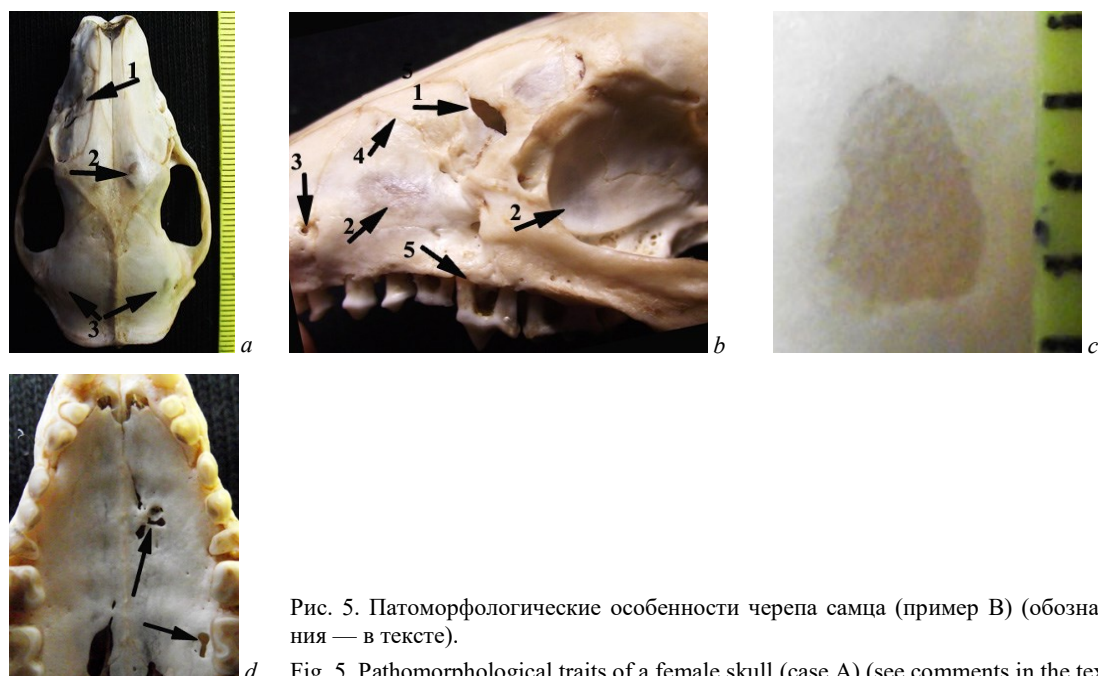 1
2
3
a
5
1
4
3
2
2
5
b
c
d
Рис. 5. Патоморфологические особенности черепа самца (пример В) (обозна
ния — в тексте).
Fig. 5. Pathomorphological traits of a female skull (case A) (see comments in the tex